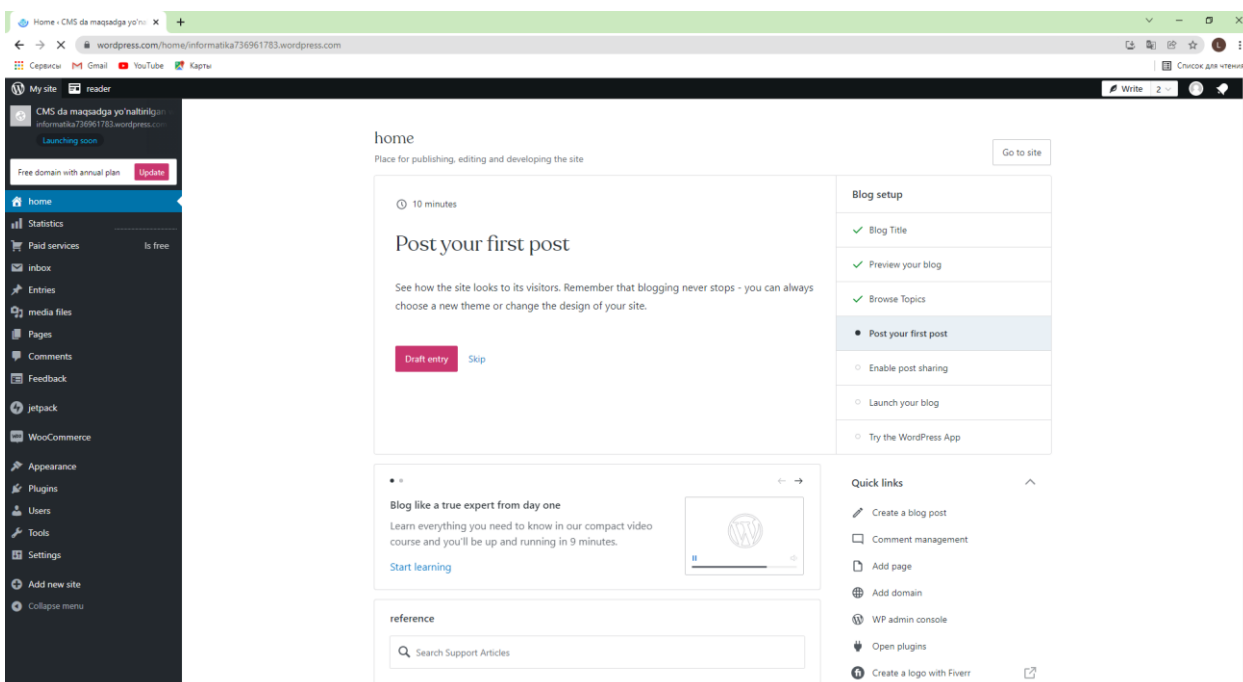 Home ‹ CMS da maqsadga yo'na
wordpress.com/home/informatika736961783.wordpress.com
Сервисы Gmail YouTube Карты
Список для чтения
My site reader
Write 2
CMS da maqsadga yo'naltirilgan
informatika736961783.wordpress.com
Launching soon
Free domain with annual plan Update
home
Statistics
Paid services Is free
inbox
Entries
media files
Pages
Comments
Feedback
jetpack
WooCommerce
Appearance
Plugins
Users
Tools
Settings
Add new site
Collapse menu
home
Place for publishing, editing and developing the site
Go to site
10 minutes
Post your first post
See how the site looks to its visitors. Remember that blogging never stops - you can always
choose a new theme or change the design of your site.
Draft entry Skip
Blog setup
Blog Title
Preview your blog
Browse Topics
Post your first post
Enable post sharing
Launch your blog
Try the WordPress App
Blog like a true expert from day one
Learn everything you need to know in our compact video
course and you'll be up and running in 9 minutes.
Start learning
reference
Search Support Articles
Quick links
Create a blog post
Comment management
Add page
Add domain
WP admin console
Open plugins
Create a logo with Fiverr